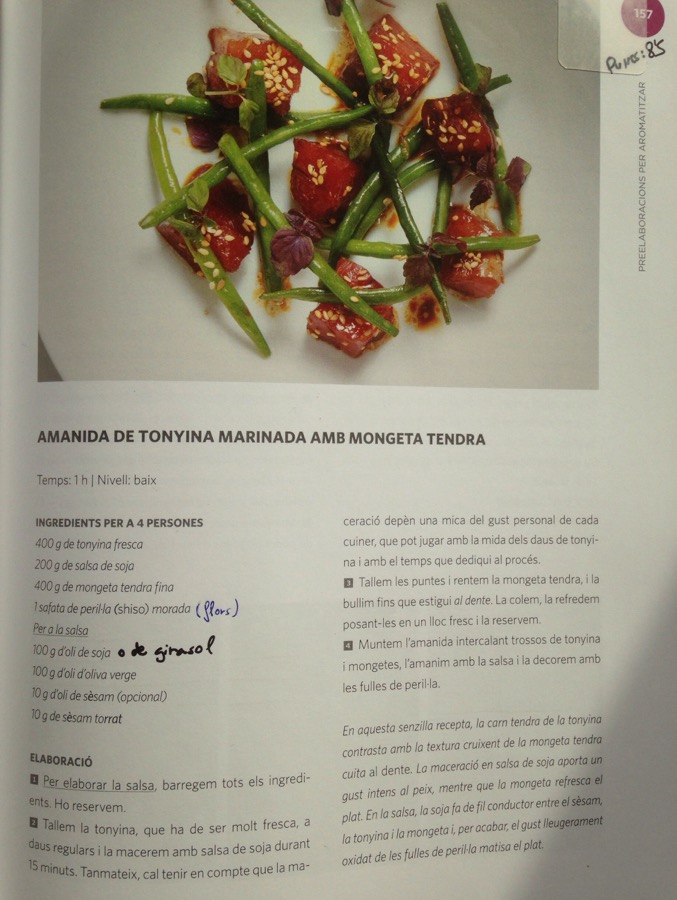 157
Punts: 85
PREELABORACIONS PER AROMATITZAR
AMANIDA DE TONYINA MARINADA AMB MONGETA TENDRA
Temps: 1 h | Nivell: baix
INGREDIENTS PER A 4 PERSONES
400 g de tonyina fresca
200 g de salsa de soja
400 g de mongeta tendra fina
1 safata de peril·la (shiso) morada (flors)
Per a la salsa
100 g d'oli de soja o de girasol
100 g d'oli d'oliva verge
10 g d'oli de sèsam (opcional)
10 g de sèsam torrat
ELABORACIÓ
1 Per elaborar la salsa, barregem tots els ingredi-
ents. Ho reservem.
2 Tallem la tonyina, que ha de ser molt fresca, a
daus regulars i la macerem amb salsa de soja durant
15 minuts. Tanmateix, cal tenir en compte que la ma-
ceració depèn una mica del gust personal de cada
cuiner, que pot jugar amb la mida dels daus de tonyi-
na i amb el temps que dediqui al procés.
3 Tallem les puntes i rentem la mongeta tendra, i la
bullim fins que estigui al dente. La colem, la refredem
posant-les en un lloc fresc i la reservem.
4 Muntem l'amanida intercalant trossos de tonyina
i mongetes, l'amanim amb la salsa i la decorem amb
les fulles de peril·la.
En aquesta senzilla recepta, la carn tendra de la tonyina
contrasta amb la textura cruixent de la mongeta tendra
cuita al dente. La maceració en salsa de soja aporta un
gust intens al peix, mentre que la mongeta refresca el
plat. En la salsa, la soja fa de fil conductor entre el sèsam,
la tonyina i la mongeta i, per acabar, el gust lleugerament
oxidat de les fulles de peril·la matisa el plat.